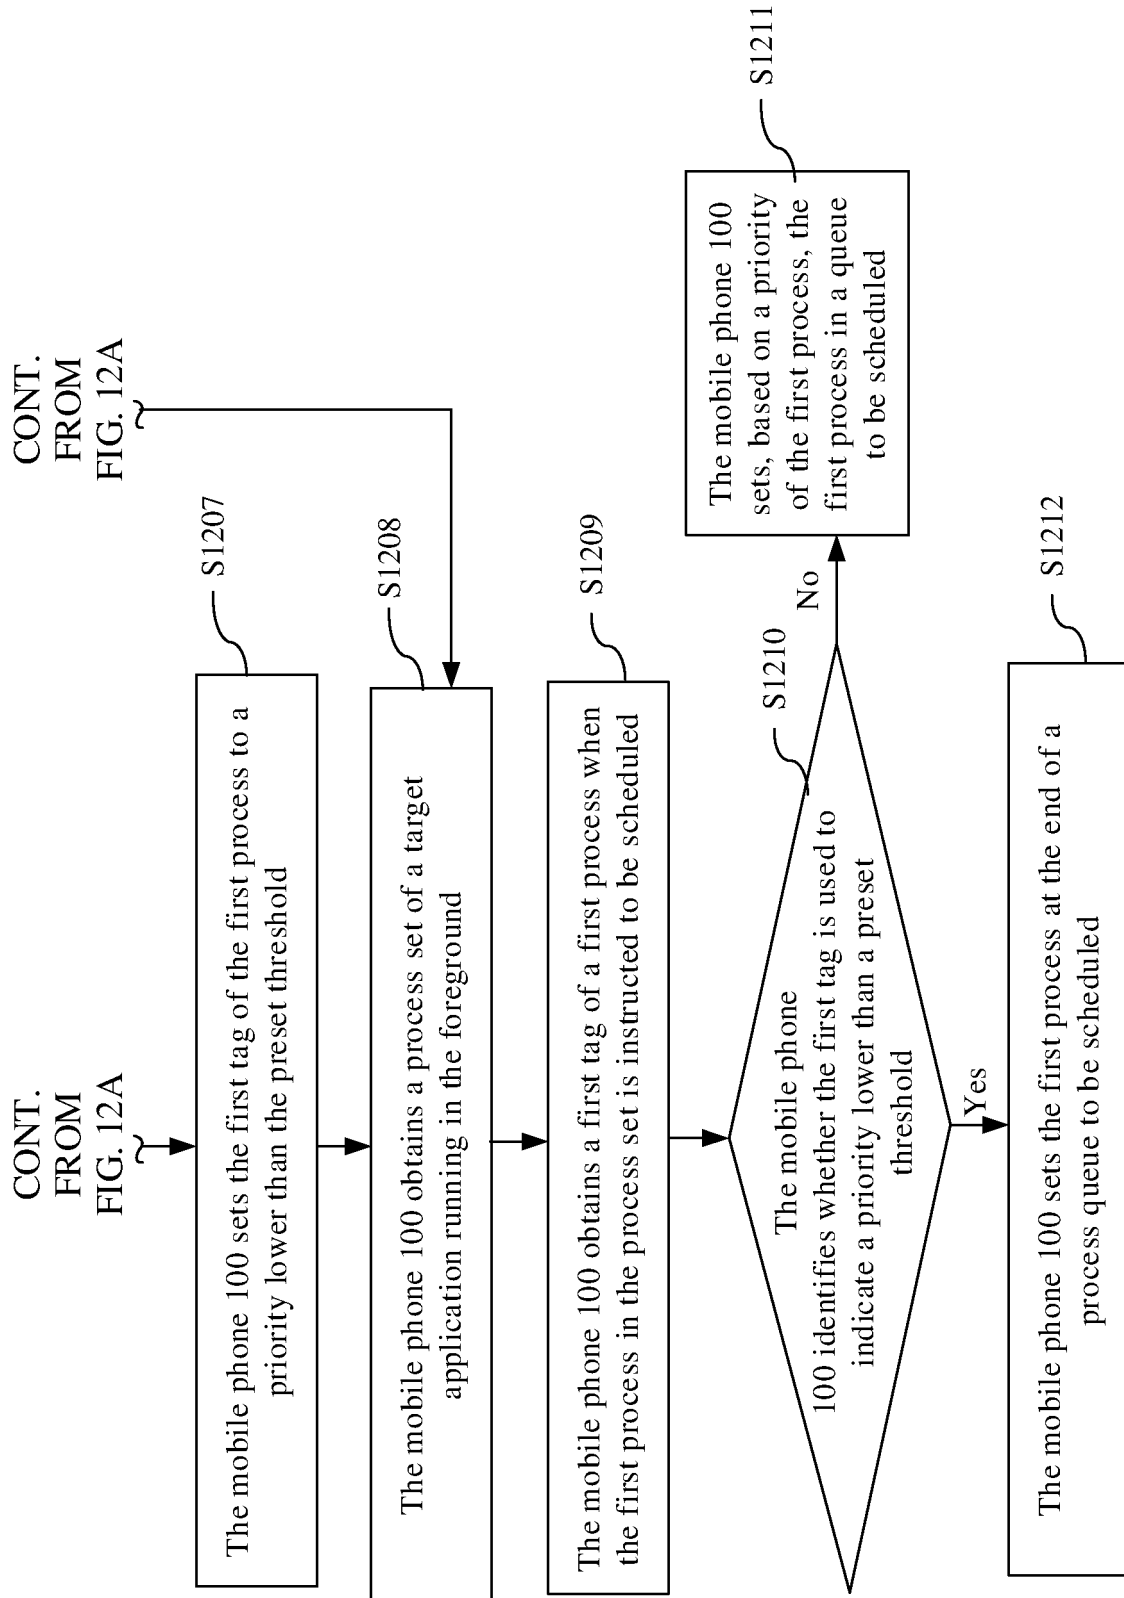 CONT.
FROM
FIG. 12A
CONT.
FROM
FIG. 12A
S1207
The mobile phone 100 sets the first tag of the first process to a
priority lower than the preset threshold
S1208
The mobile phone 100 obtains a process set of a target
application running in the foreground
S1209
The mobile phone 100 obtains a first tag of a first process when
the first process in the process set is instructed to be scheduled
S1210
The mobile phone
100 identifies whether the first tag is used to
indicate a priority lower than a preset
threshold
No
S1211
The mobile phone 100
sets, based on a priority
of the first process, the
first process in a queue
to be scheduled
Yes
S1212
The mobile phone 100 sets the first process at the end of a
process queue to be scheduled